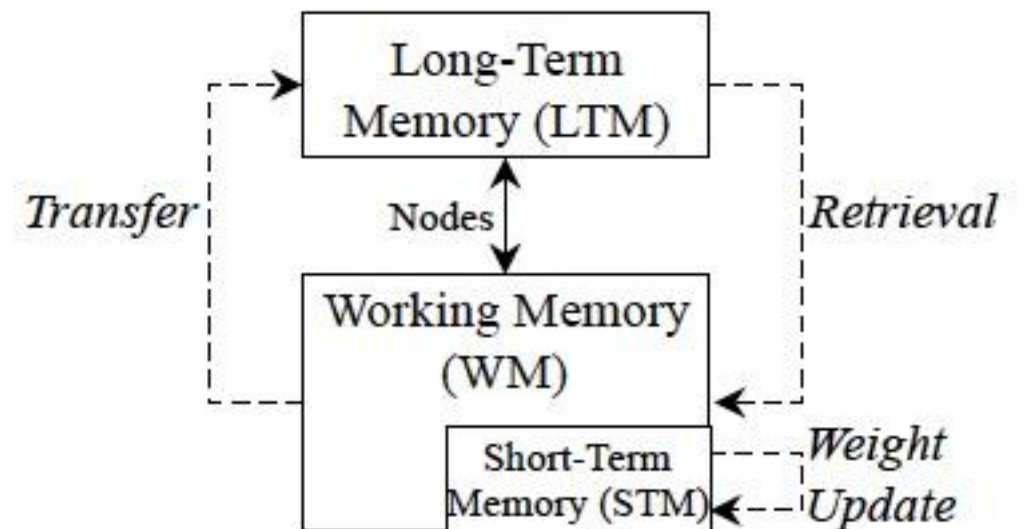 Long-Term
Memory (LTM)
Transfer
Nodes
Retrieval
Working Memory
(WM)
Short-Term
Memory (STM)
Weight
Update